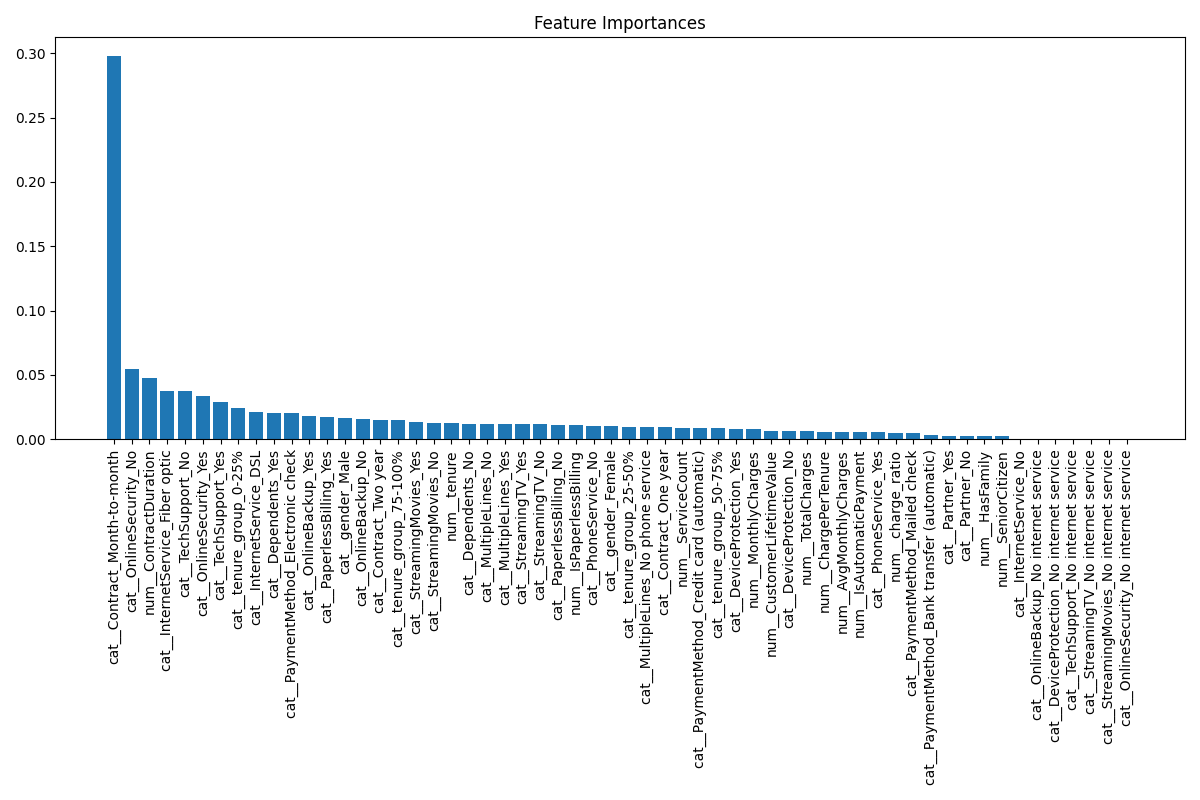 Feature Importances
0.30
0.25
0.20
0.15
0.10
0.05
0.00
cat__Contract_Month-to-month
cat__OnlineSecurity_No
num__ContractDuration
cat__InternetService_Fiber optic
cat__TechSupport_No
cat__OnlineSecurity_Yes
cat__TechSupport_Yes
cat__tenure_group_0-25%
cat__InternetService_DSL
cat__Dependents_Yes
cat__PaymentMethod_Electronic check
cat__OnlineBackup_Yes
cat__PaperlessBilling_Yes
cat__gender_Male
cat__OnlineBackup_No
cat__Contract_Two year
cat__tenure_group_75-100%
cat__StreamingMovies_Yes
cat__StreamingMovies_No
num__tenure
cat__Dependents_No
cat__MultipleLines_No
cat__MultipleLines_Yes
cat__StreamingTV_Yes
cat__StreamingTV_No
cat__PaperlessBilling_No
num__IsPaperlessBilling
cat__PhoneService_No
cat__gender_Female
cat__tenure_group_25-50%
cat__MultipleLines_No phone service
cat__Contract_One year
num__ServiceCount
cat__PaymentMethod_Credit card (automatic)
cat__tenure_group_50-75%
cat__DeviceProtection_Yes
num__MonthlyCharges
num__CustomerLifetimeValue
cat__DeviceProtection_No
num__TotalCharges
num__ChargePerTenure
num__AvgMonthlyCharges
num__IsAutomaticPayment
cat__PhoneService_Yes
num__charge_ratio
cat__PaymentMethod_Mailed check
cat__PaymentMethod_Bank transfer (automatic)
cat__Partner_Yes
cat__Partner_No
num__HasFamily
num__SeniorCitizen
cat__InternetService_No
cat__OnlineBackup_No internet service
cat__DeviceProtection_No internet service
cat__TechSupport_No internet service
cat__StreamingTV_No internet service
cat__StreamingMovies_No internet service
cat__OnlineSecurity_No internet service